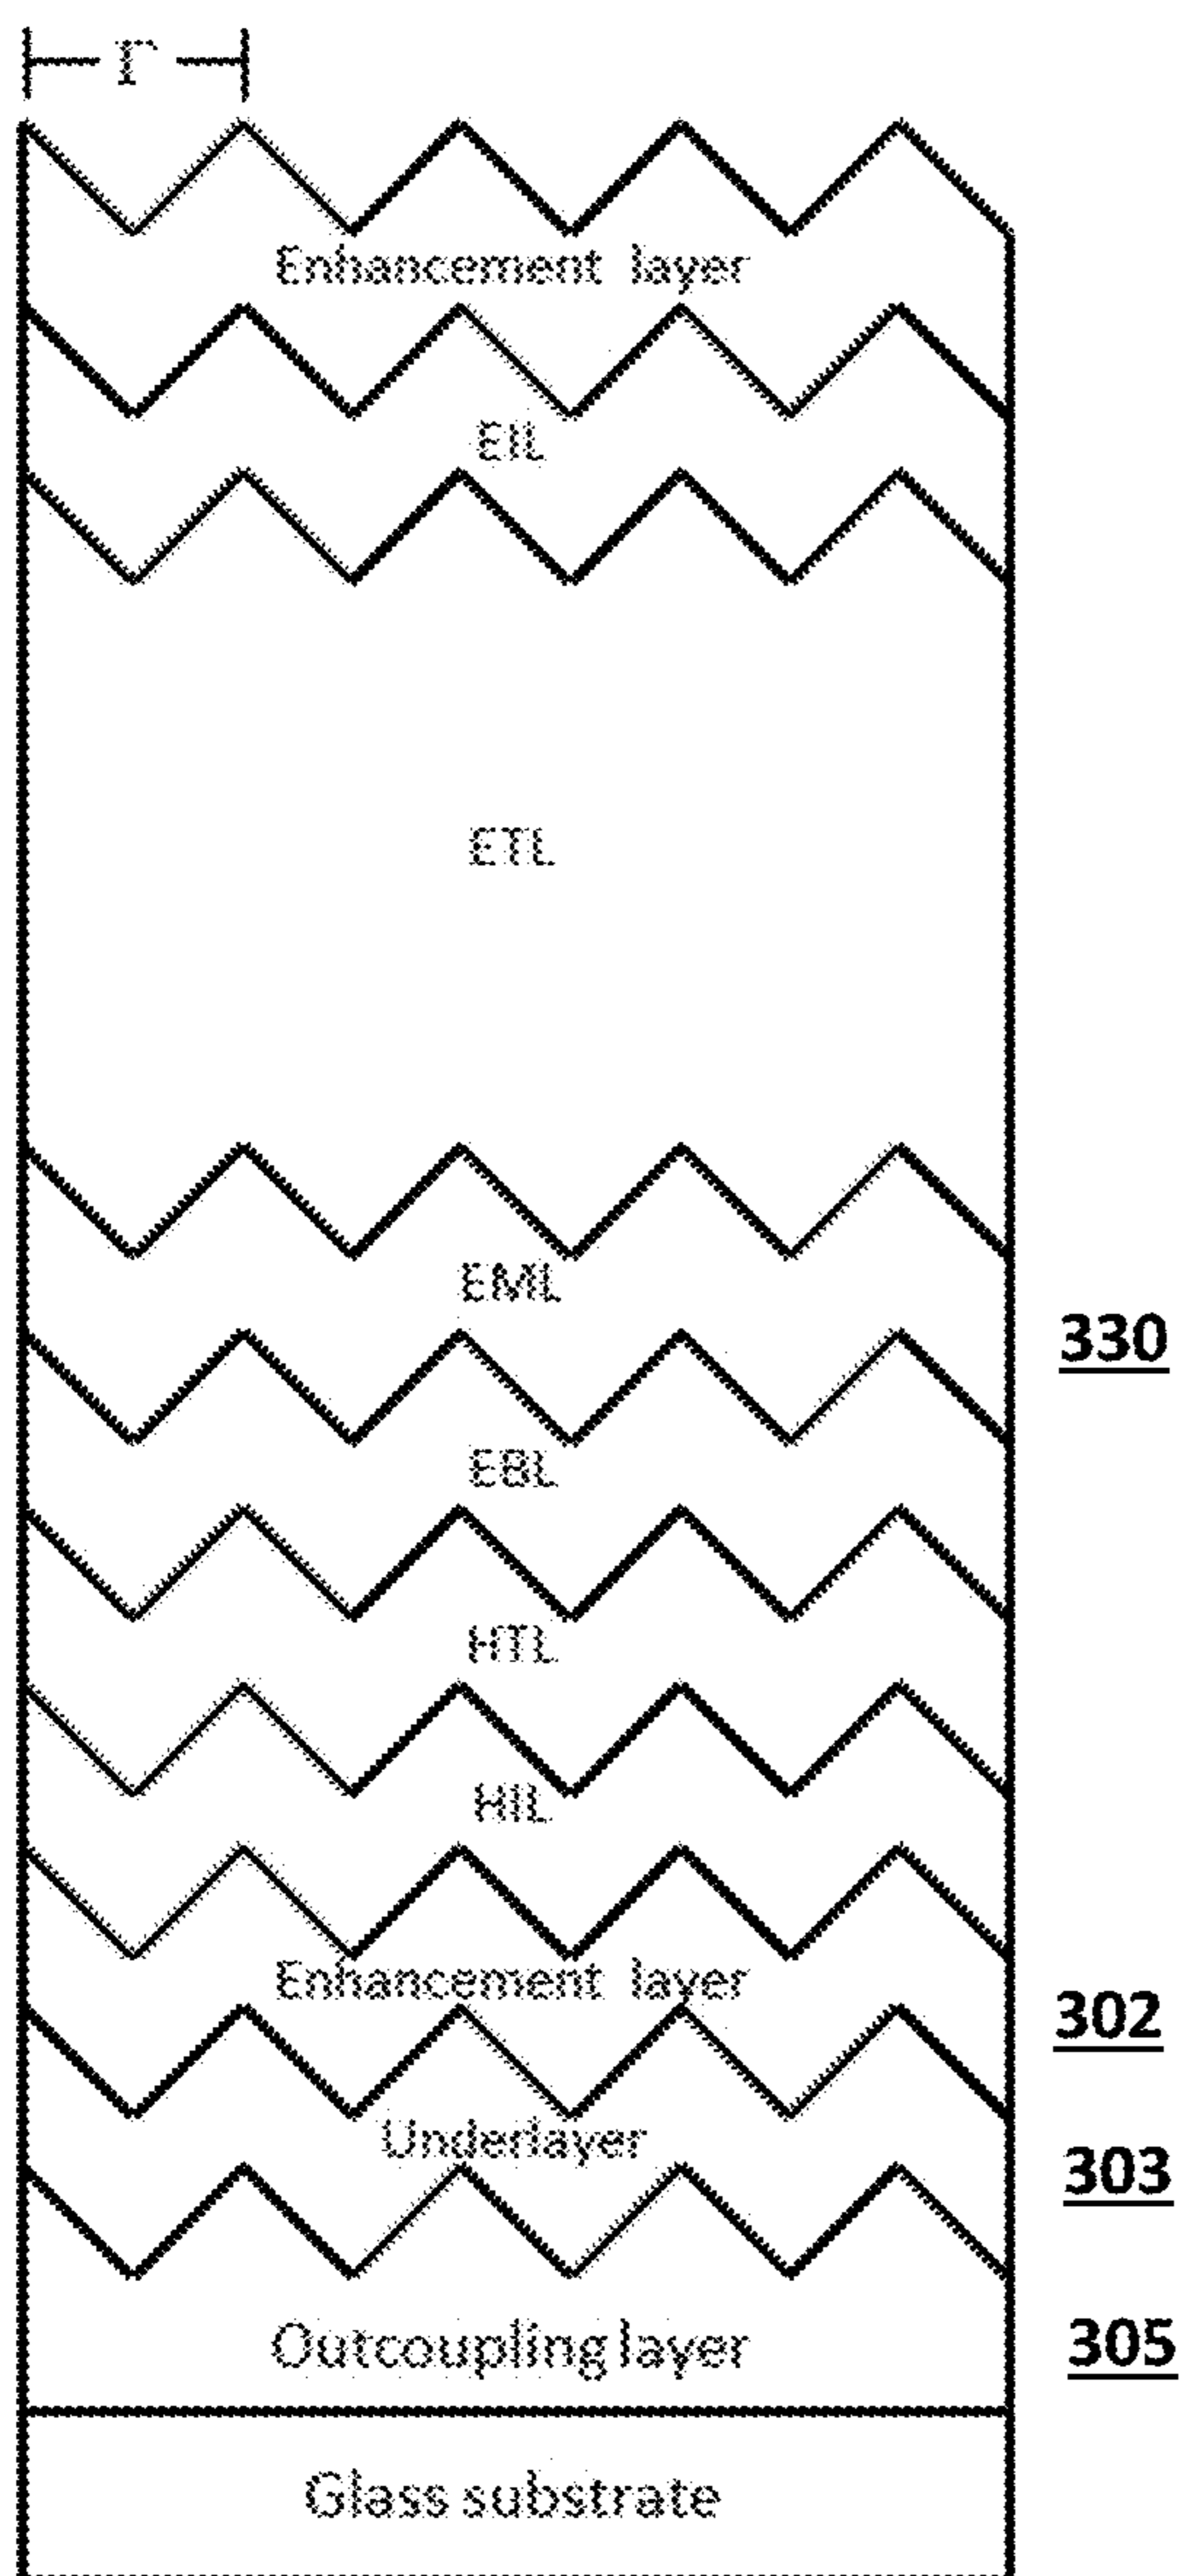 Γ
Enhancement layer
EIL
ETL
EML
330
EBL
HTL
HIL
Enhancement layer
302
Underlayer
303
Outcoupling layer
305
Glass substrate